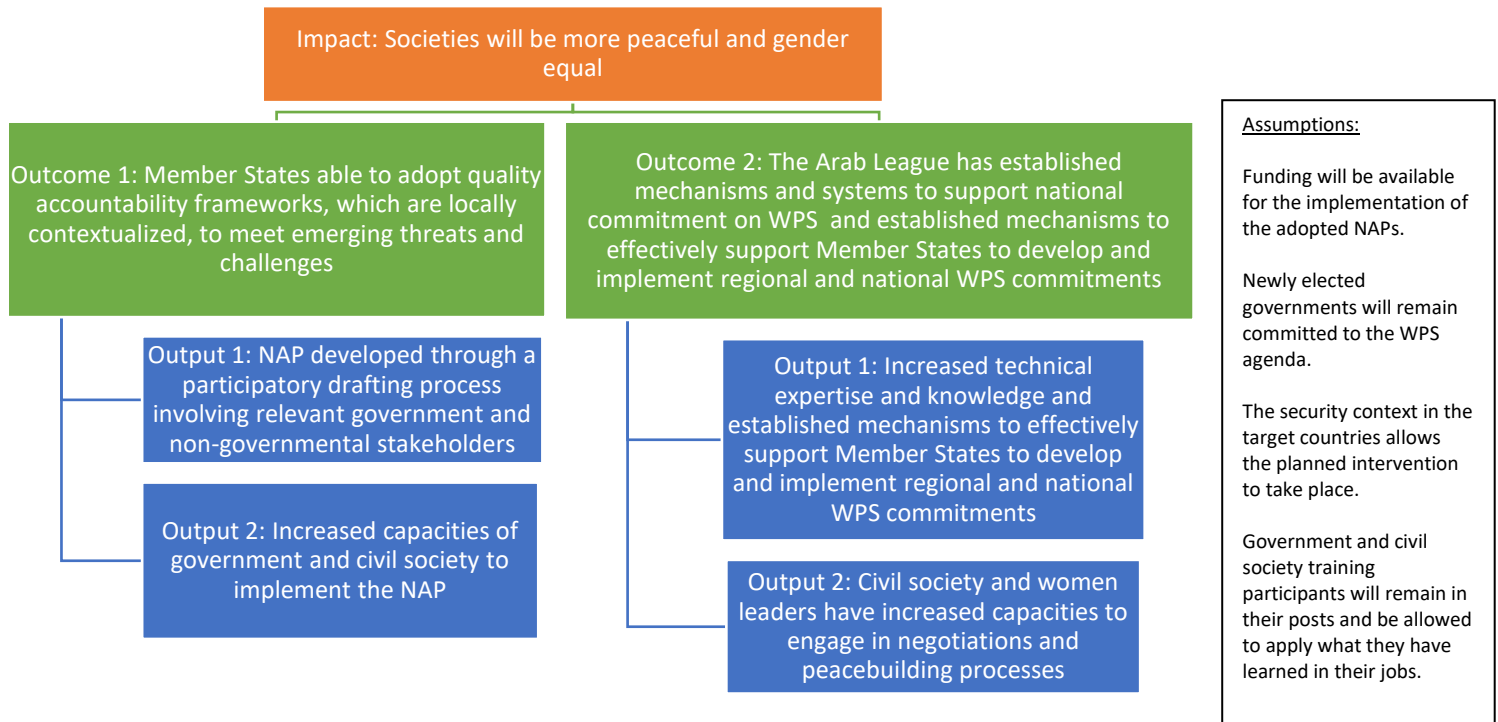 Impact: Societies will be more peaceful and gender
equal
Outcome 1: Member States able to adopt quality
accountability frameworks, which are locally
contextualized, to meet emerging threats and
challenges
Output 1: NAP developed through a
participatory drafting process
involving relevant government and
non-governmental stakeholders
Output 2: Increased capacities of
government and civil society to
implement the NAP
Outcome 2: The Arab League has established
mechanisms and systems to support national
commitment on WPS and established mechanisms to
effectively support Member States to develop and
implement regional and national WPS commitments
Output 1: Increased technical
expertise and knowledge and
established mechanisms to effectively
support Member States to develop
and implement regional and national
WPS commitments
Output 2: Civil society and women
leaders have increased capacities to
engage in negotiations and
peacebuilding processes
Assumptions:
Funding will be available
for the implementation of
the adopted NAPs.
Newly elected
governments will remain
committed to the WPS
agenda.
The security context in the
target countries allows
the planned intervention
to take place.
Government and civil
society training
participants will remain in
their posts and be allowed
to apply what they have
learned in their jobs.